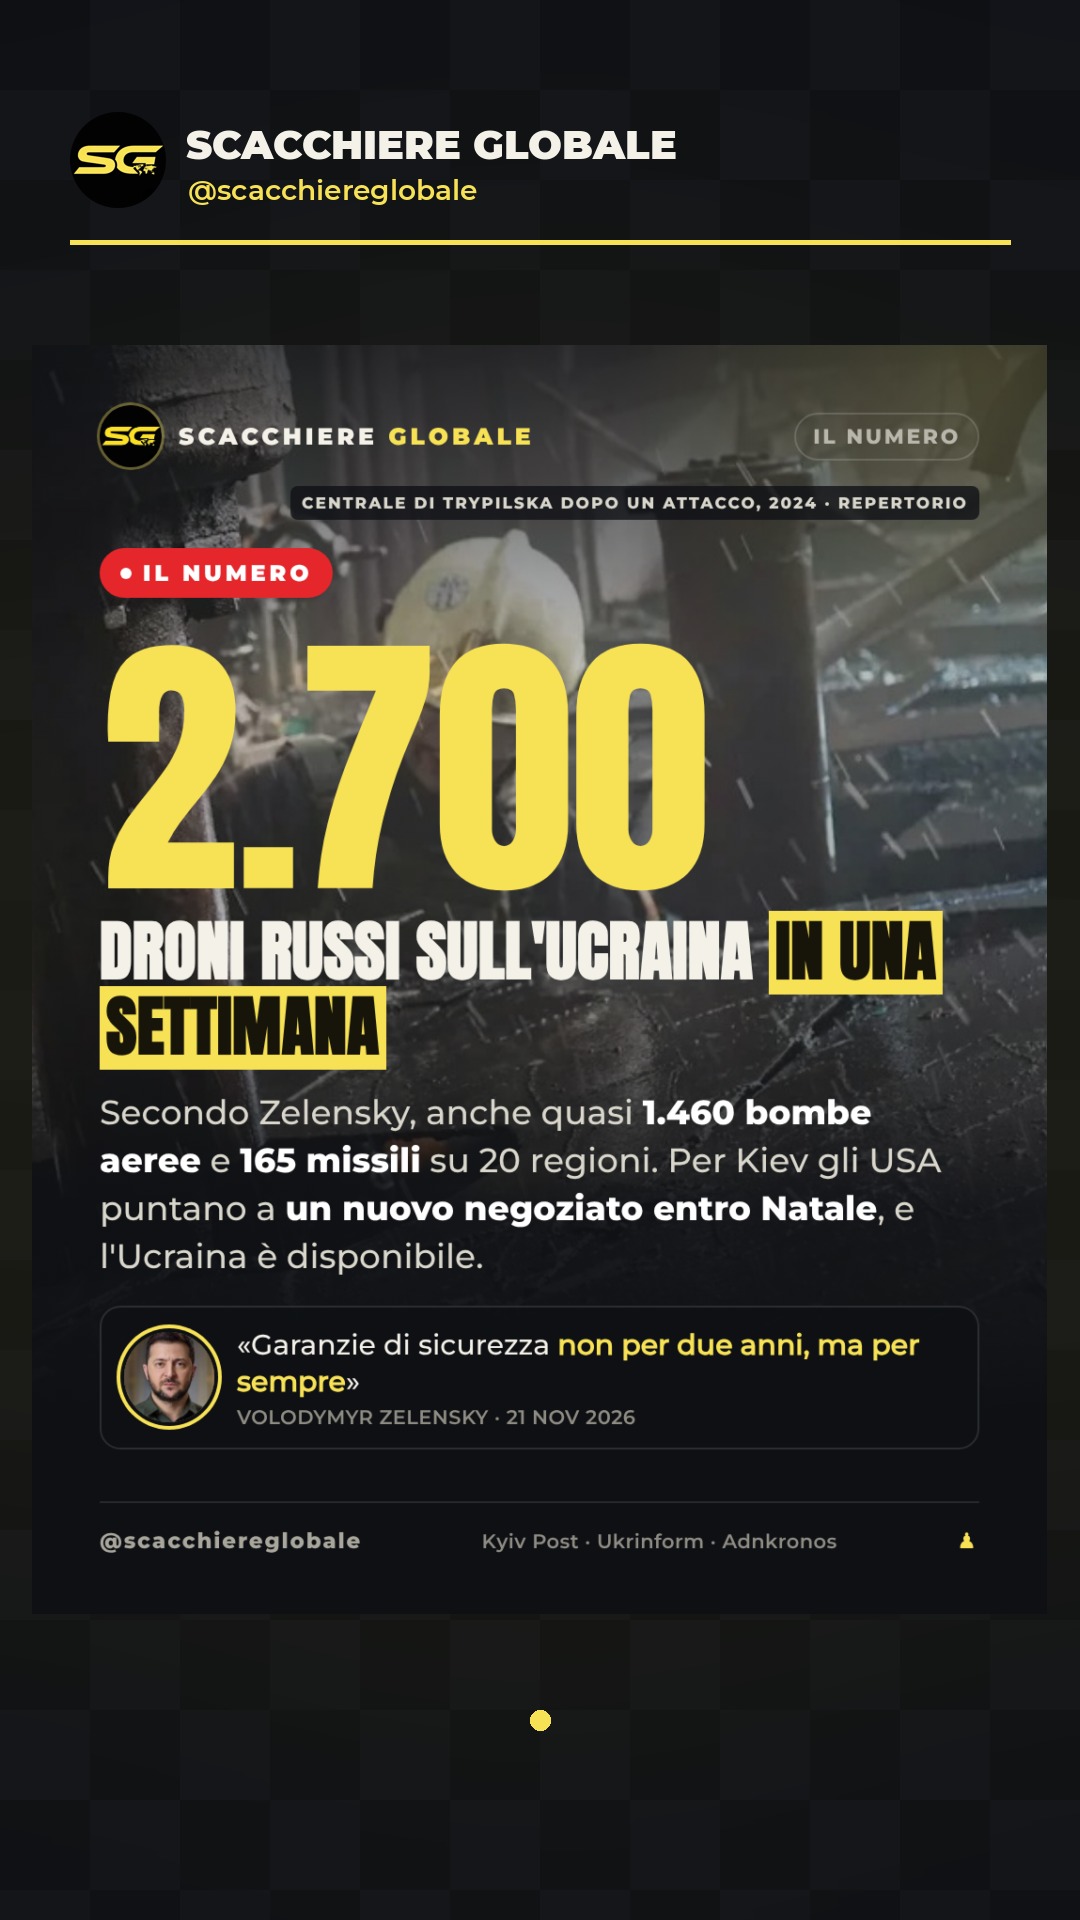 SG
SCACCHIERE GLOBALE
@scacchiereglobale
SG
SCACCHIERE GLOBALE
IL NUMERO
CENTRALE DI TRYPILSKA DOPO UN ATTACCO, 2024 · REPERTORIO
IL NUMERO
2.700
DRONI RUSSI SULL'UCRAINA IN UNA
SETTIMANA
Secondo Zelensky, anche quasi 1.460 bombe
aeree e 165 missili su 20 regioni. Per Kiev gli USA
puntano a un nuovo negoziato entro Natale, e
l'Ucraina è disponibile.
«Garanzie di sicurezza non per due anni, ma per
sempre»
VOLODYMYR ZELENSKY · 21 NOV 2026
@scacchiereglobale
Kyiv Post · Ukrinform · Adnkronos